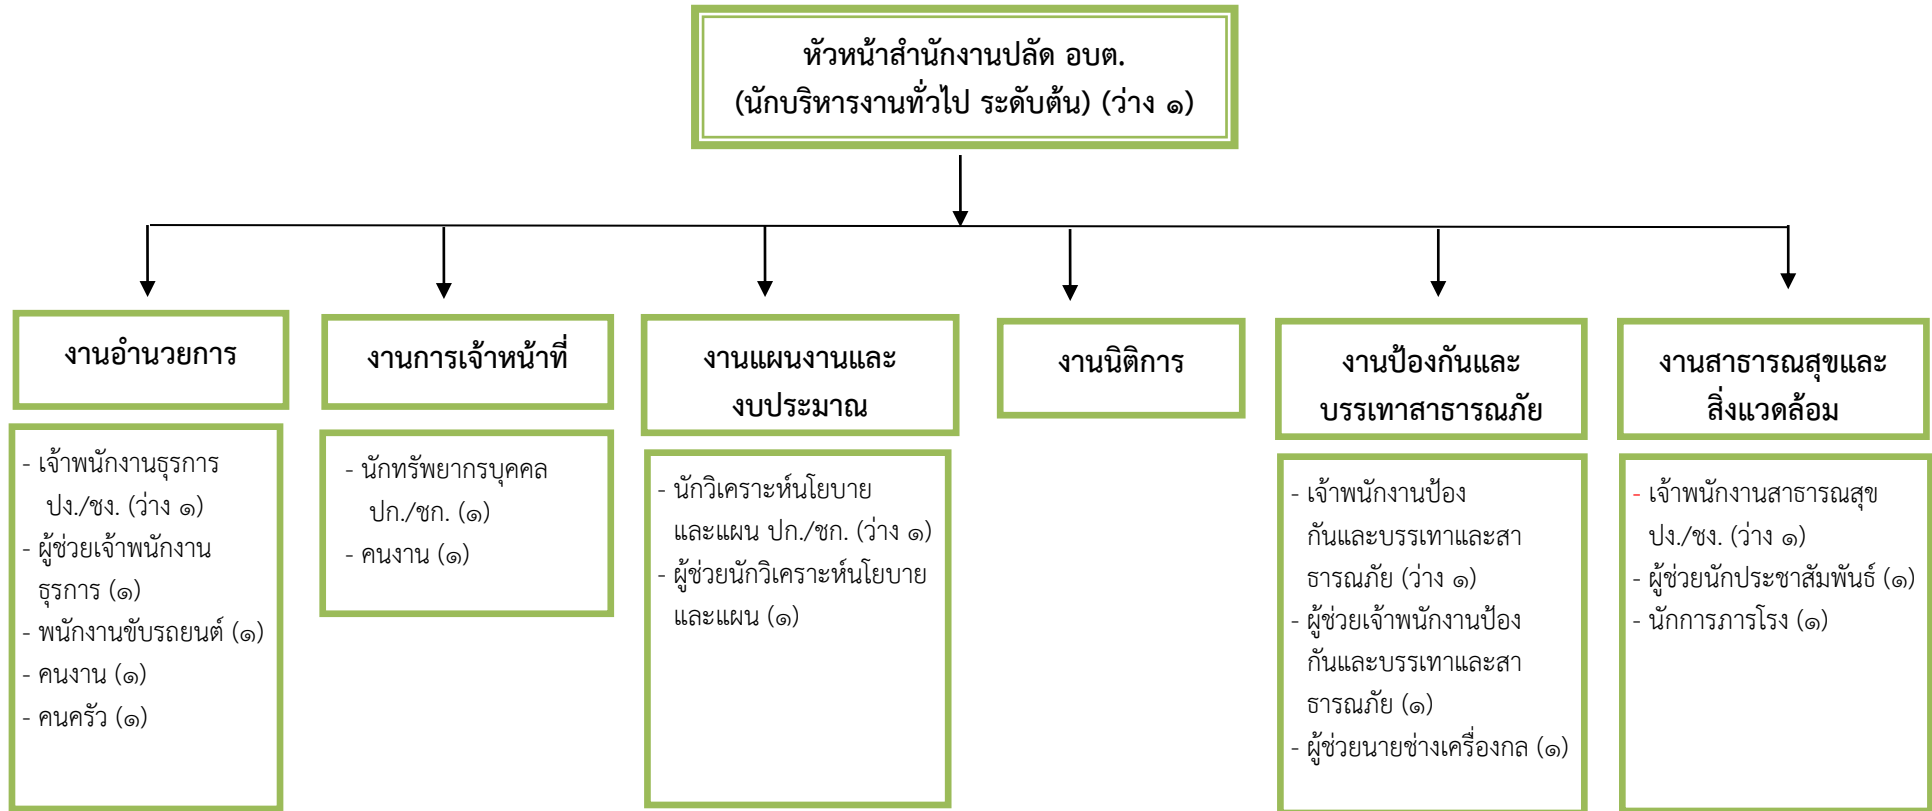 หัวหน้าสำนักงานปลัด อบต.
(นักบริหารงานทั่วไป ระดับต้น) (ว่าง ๑)
งานอำนวยการ
งานการเจ้าหน้าที่
งานแผนงานและ
งบประมาณ
งานนิติการ
งานป้องกันและ
บรรเทาสาธารณภัย
งานสาธารณสุขและ
สิ่งแวดล้อม
- เจ้าพนักงานธุรการ
ปง./ชง. (ว่าง ๑)
- ผู้ช่วยเจ้าพนักงาน
ธุรการ (๑)
- พนักงานขับรถยนต์ (๑)
- คนงาน (๑)
- คนครัว (๑)
- นักทรัพยากรบุคคล
ปก./ชก. (๑)
- คนงาน (๑)
- นักวิเคราะห์นโยบาย
และแผน ปก./ชก. (ว่าง ๑)
- ผู้ช่วยนักวิเคราะห์นโยบาย
และแผน (๑)
- เจ้าพนักงานป้อง
กันและบรรเทาและสา
ธารณภัย (ว่าง ๑)
- ผู้ช่วยเจ้าพนักงานป้อง
กันและบรรเทาและสา
ธารณภัย (๑)
- ผู้ช่วยนายช่างเครื่องกล (๑)
- เจ้าพนักงานสาธารณสุข
ปง./ชง. (ว่าง ๑)
- ผู้ช่วยนักประชาสัมพันธ์ (๑)
- นักการภารโรง (๑)